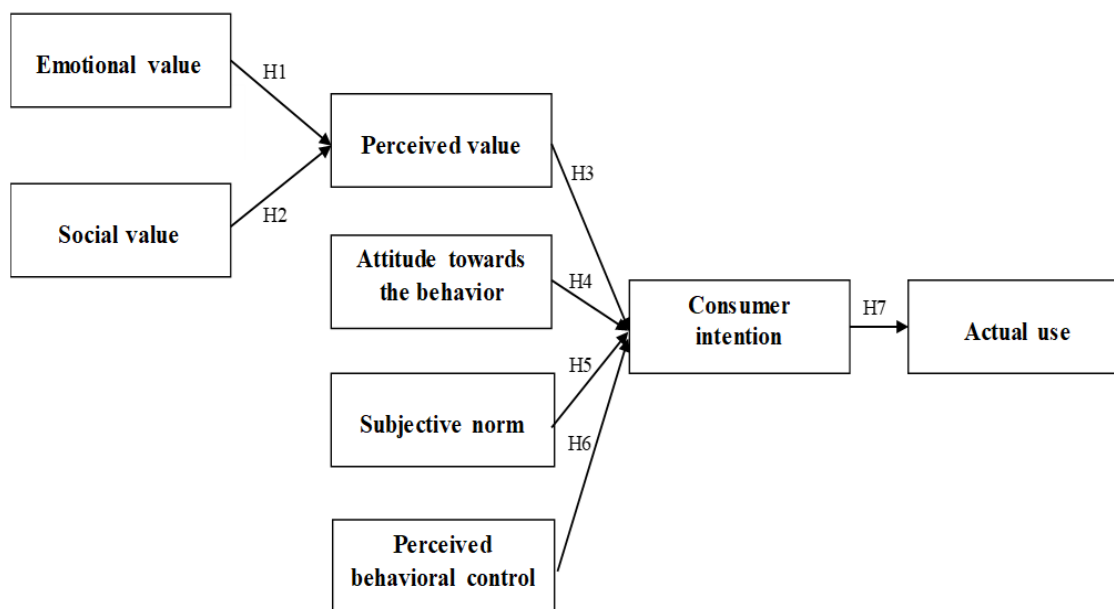 Emotional value
H1
Perceived value
H3
Social value
H2
Attitude towards
the behavior
H4
Consumer
intention
H7
Actual use
H5
Subjective norm
H6
Perceived
behavioral control